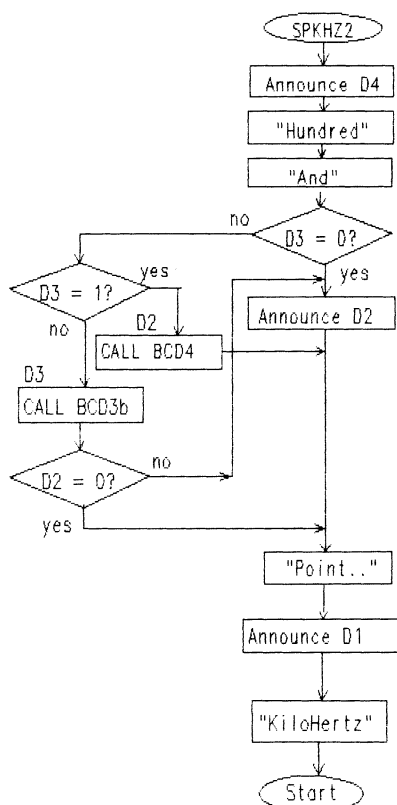 SPKHZ2
Announce D4
"Hundred"
"And"
no
D3 = 0?
yes
D3 = 1?
yes
no
D2
Announce D2
CALL BCD4
D3
CALL BCD3b
D2 = 0?
no
yes
"Point.."
Announce D1
"KiloHertz"
Start